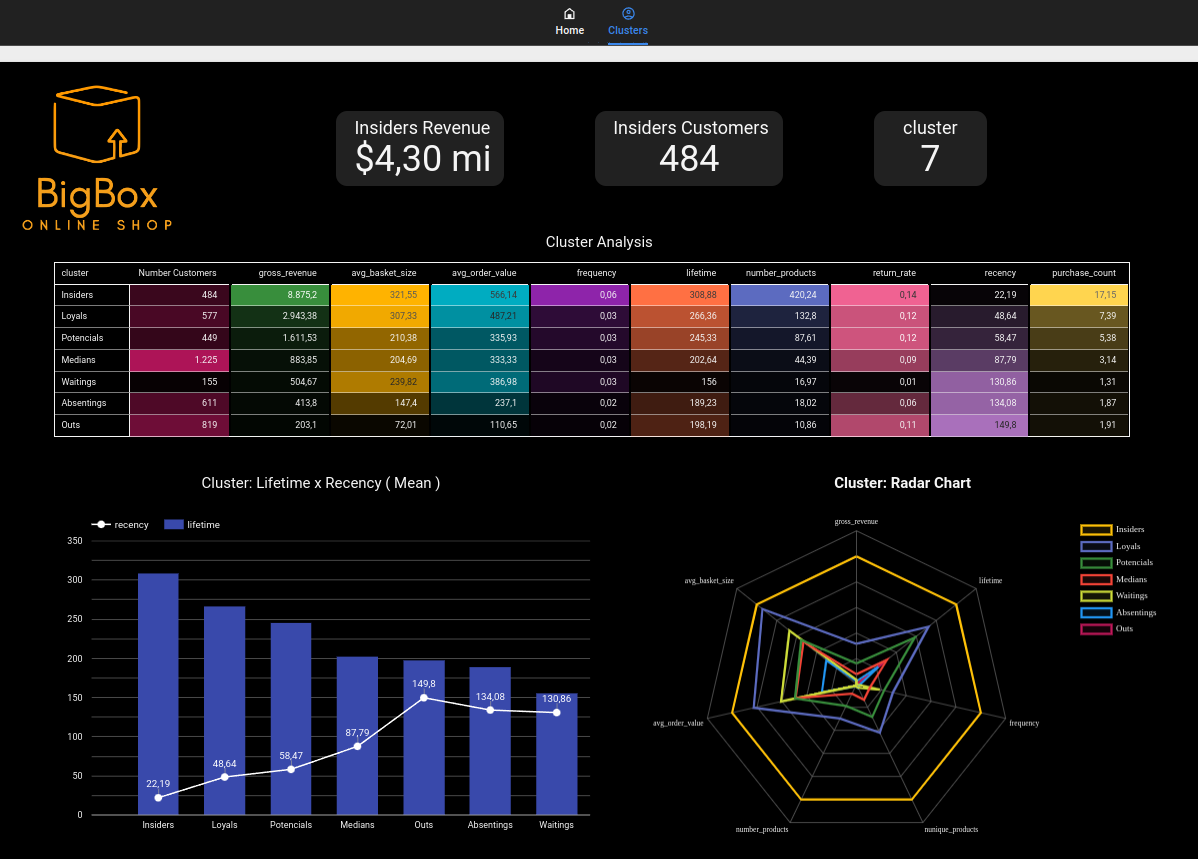 Home Clusters
BigBox
ONLINE SHOP
Insiders Revenue
$4,30 mi
Insiders Customers
484
cluster
7
Cluster Analysis
cluster Number Customers gross_revenue avg_basket_size avg_order_value frequency lifetime number_products return_rate recency purchase_count
Insiders 484 8.875,2 321,55 566,14 0,06 308,88 420,24 0,14 22,19 17,15
Loyals 577 2.943,38 307,33 487,21 0,03 266,36 132,8 0,12 48,64 7,39
Potencials 449 1.611,53 210,38 335,93 0,03 245,33 87,61 0,12 58,47 5,38
Medians 1.225 883,85 204,69 333,33 0,03 202,64 44,39 0,09 87,79 3,14
Waitings 155 504,67 239,82 386,98 0,03 156 16,97 0,01 130,86 1,31
Absentings 611 413,8 147,4 237,1 0,02 189,23 18,02 0,06 134,08 1,87
Outs 819 203,1 72,01 110,65 0,02 198,19 10,86 0,11 149,8 1,91
Cluster: Lifetime x Recency ( Mean )
recency lifetime
350
300
250
200
150
100
50
0
22,19
48,64
58,47
87,79
149,8
134,08
130,86
Insiders Loyals Potencials Medians Outs Absentings Waitings
Cluster: Radar Chart
gross_revenue
lifetime
frequency
nunique_products
number_products
avg_order_value
avg_basket_size
Insiders
Loyals
Potencials
Medians
Waitings
Absentings
Outs